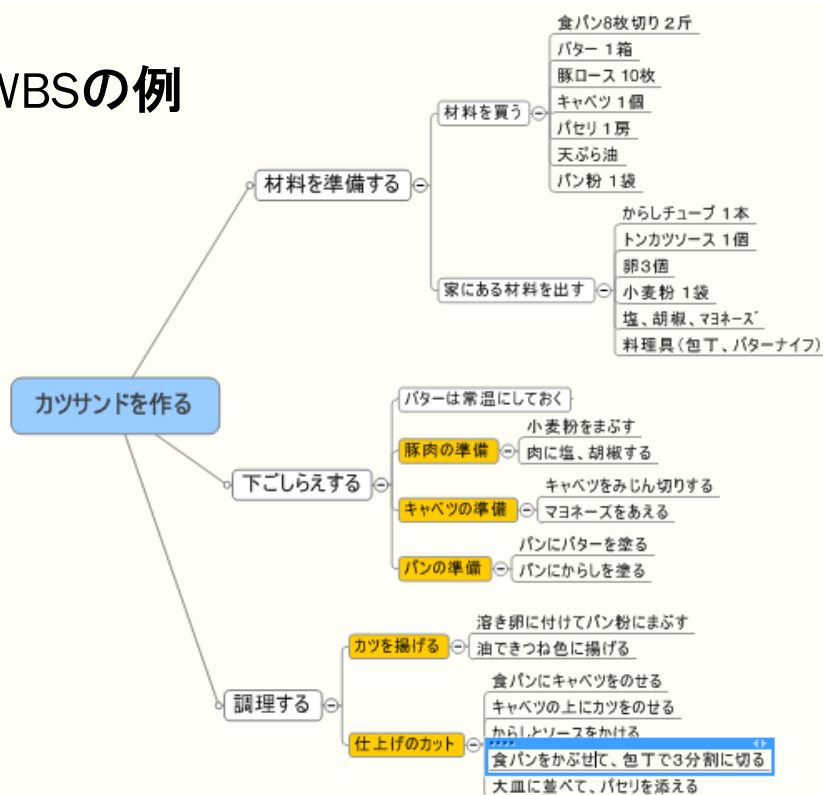 WBSの例
カツサンドを作る
材料を準備する
材料を買う
食パン8枚切り2斤
バター 1箱
豚ロース 10枚
キャベツ 1個
パセリ 1房
天ぷら油
パン粉 1袋
家にある材料を出す
からしチューブ 1本
トンカツソース 1個
卵3個
小麦粉 1袋
塩、胡椒、マヨネーズ
料理具(包丁、バターナイフ)
下ごしらえする
バターは常温にしておく
豚肉の準備
小麦粉をまぶす
肉に塩、胡椒する
キャベツの準備
キャベツをみじん切りする
マヨネーズをあえる
パンの準備
パンにバターを塗る
パンにからしを塗る
調理する
カツを揚げる
溶き卵に付けてパン粉にまぶす
油できつね色に揚げる
仕上げのカット
食パンにキャベツをのせる
キャベツの上にカツをのせる
からしとソースをかける
食パンをかぶせて、包丁で3分割に切る
大皿に並べて、パセリを添える